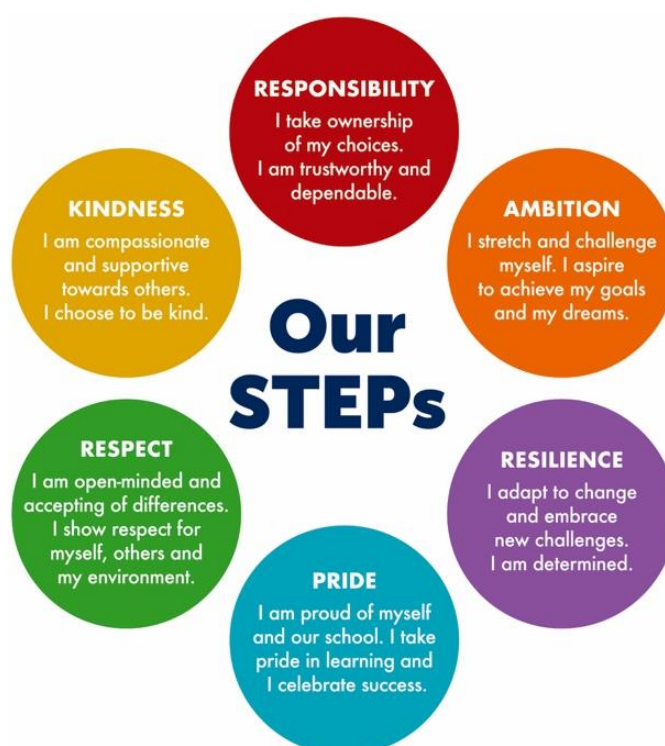 RESPONSIBILITY
I take ownership
of my choices.
I am trustworthy and
dependable.
KINDNESS
I am compassionate
and supportive
towards others.
I choose to be kind.
AMBITION
I stretch and challenge
myself. I aspire
to achieve my goals
and my dreams.
Our
STEPs
RESPECT
I am open-minded and
accepting of differences.
I show respect for
myself, others and
my environment.
RESILIENCE
I adapt to change
and embrace
new challenges.
I am determined.
PRIDE
I am proud of myself
and our school. I take
pride in learning and
I celebrate success.